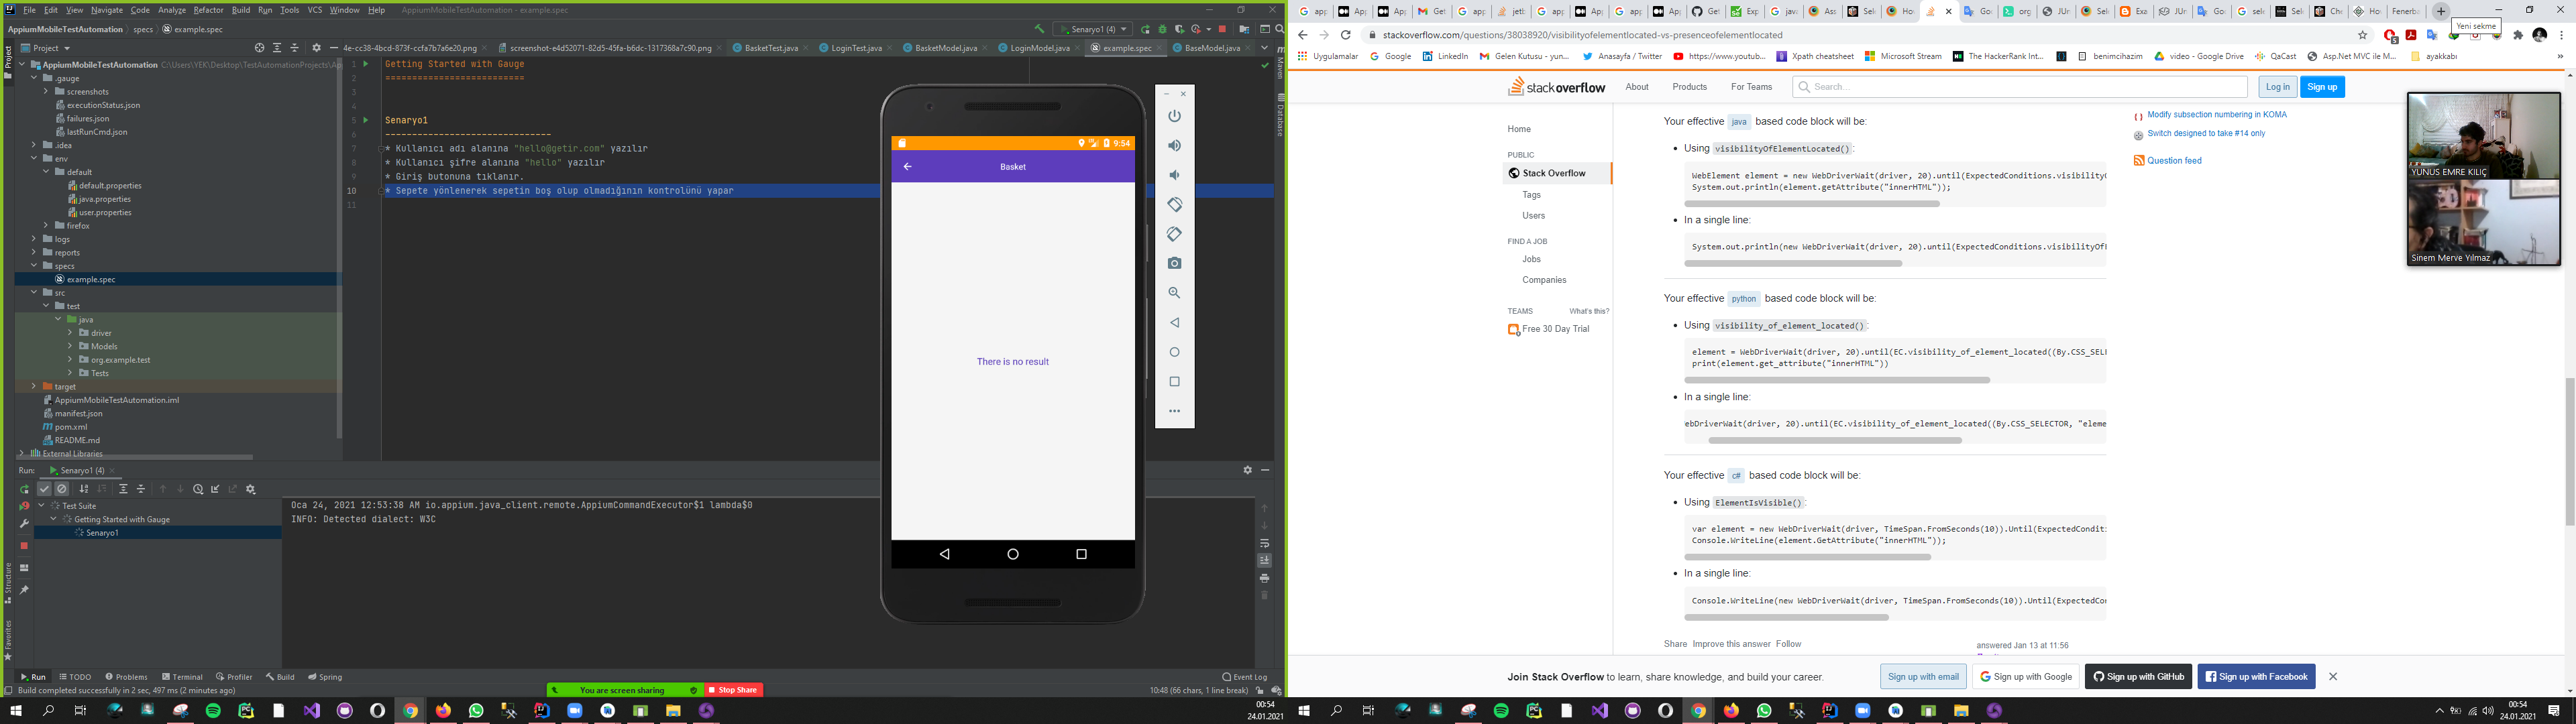 File Edit View Navigate Code Analyze Refactor Build Run Tools VCS Window Help AppiumMobileTestAutomation - example.spec
AppiumMobileTestAutomation specs example.spec
Senaryo1 (4)
Project
4e-cc38-4bcd-873f-ccfa7b7a6e20.png
screenshot-e4d52071-82d5-45fa-b6dc-1317368a7c90.png
BasketTest.java
LoginTest.java
BasketModel.java
LoginModel.java
example.spec
BaseModel.java
AppiumMobileTestAutomation C:\Users\YEK\Desktop\TestAutomationProjects\Ap
.gauge
screenshots
executionStatus.json
failures.json
lastRunCmd.json
.idea
env
default
default.properties
java.properties
user.properties
firefox
logs
reports
specs
example.spec
src
test
java
driver
Models
org.example.test
Tests
target
AppiumMobileTestAutomation.iml
manifest.json
pom.xml
README.md
External Libraries
Project
Structure
Favorites
Maven
Database
1 Getting Started with Gauge
2 ==========================
3
4
5 Senaryo1
6 -------------------------------
7 * Kullanıcı adı alanına "hello@getir.com" yazılır
8 * Kullanıcı şifre alanına "hello" yazılır
9 * Giriş butonuna tıklanır.
10 * Sepete yönlenerek sepetin boş olup olmadığının kontrolünü yapar
11
9:54
Basket
There is no result
Run: Senaryo1 (4)
Test Suite
Getting Started with Gauge
Senaryo1
Oca 24, 2021 12:53:38 AM io.appium.java_client.remote.AppiumCommandExecutor$1 lambda$0
INFO: Detected dialect: W3C
Run TODO Problems Terminal Profiler Build Spring
Event Log
Build completed successfully in 2 sec, 497 ms (2 minutes ago)
You are screen sharing
Stop Share
10:48 (66 chars, 1 line break)
00:54
24.01.2021
Yeni sekme
stackoverflow.com/questions/38038920/visibilityofelementlocated-vs-presenceofelementlocated
Uygulamalar Google LinkedIn Gelen Kutusu - yun... Anasayfa / Twitter https://www.youtub... Xpath cheatsheet Microsoft Stream The HackerRank Int... benimcihazim video - Google Drive QaCast Asp.Net MVC ile M... ayakkabı
stackoverflow About Products For Teams Search... Log in Sign up
Home
PUBLIC
Stack Overflow
Tags
Users
FIND A JOB
Jobs
Companies
TEAMS What's this?
Free 30 Day Trial
Your effective java based code block will be:
Using visibilityOfElementLocated():
WebElement element = new WebDriverWait(driver, 20).until(ExpectedConditions.visibility
System.out.println(element.getAttribute("innerHTML"));
In a single line:
System.out.println(new WebDriverWait(driver, 20).until(ExpectedConditions.visibilityOf
Your effective python based code block will be:
Using visibility_of_element_located():
element = WebDriverWait(driver, 20).until(EC.visibility_of_element_located((By.CSS_SEL
print(element.get_attribute("innerHTML"))
In a single line:
ebDriverWait(driver, 20).until(EC.visibility_of_element_located((By.CSS_SELECTOR, "eleme
Your effective c# based code block will be:
Using ElementIsVisible():
var element = new WebDriverWait(driver, TimeSpan.FromSeconds(10)).Until(ExpectedConditi
Console.WriteLine(element.GetAttribute("innerHTML"));
In a single line:
Console.WriteLine(new WebDriverWait(driver, TimeSpan.FromSeconds(10)).Until(ExpectedCon
Share Improve this answer Follow
answered Jan 13 at 11:56
Modify subsection numbering in KOMA
Switch designed to take #14 only
Question feed
YUNUS EMRE KILIÇ
Sinem Merve Yılmaz
Join Stack Overflow to learn, share knowledge, and build your career.
Sign up with email
Sign up with Google
Sign up with GitHub
Sign up with Facebook
00:54
24.01.2021